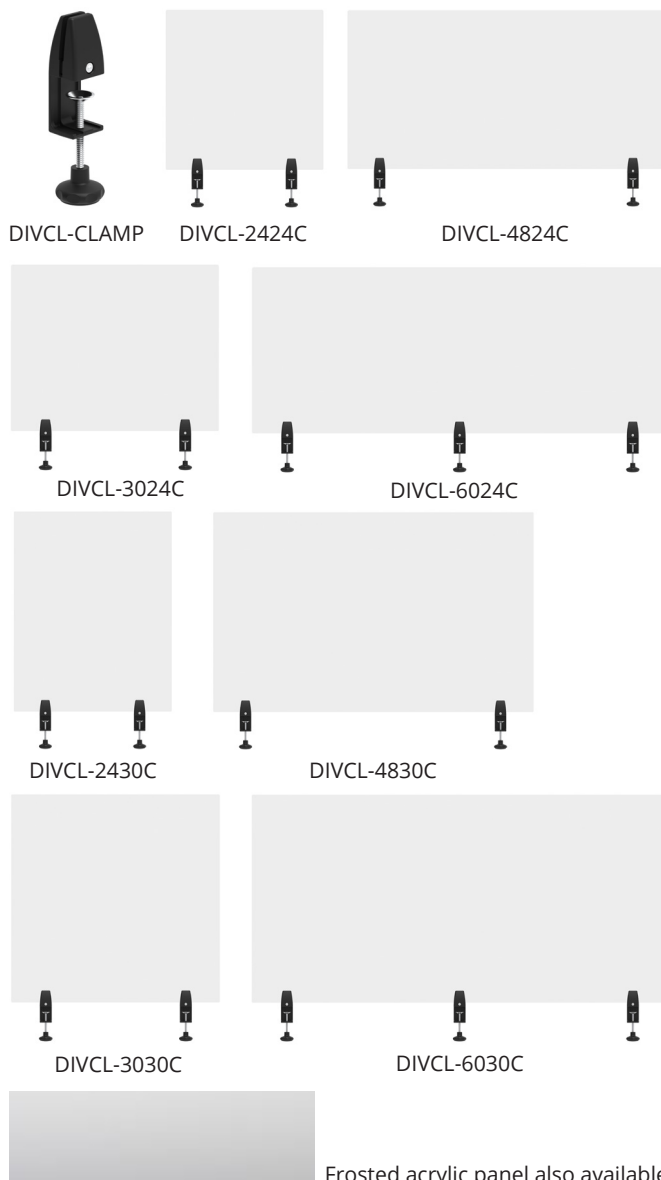 DIVCL-CLAMP DIVCL-2424C DIVCL-4824C
DIVCL-3024C DIVCL-6024C
DIVCL-2430C DIVCL-4830C
DIVCL-3030C DIVCL-6030C
Frosted acrylic panel also available